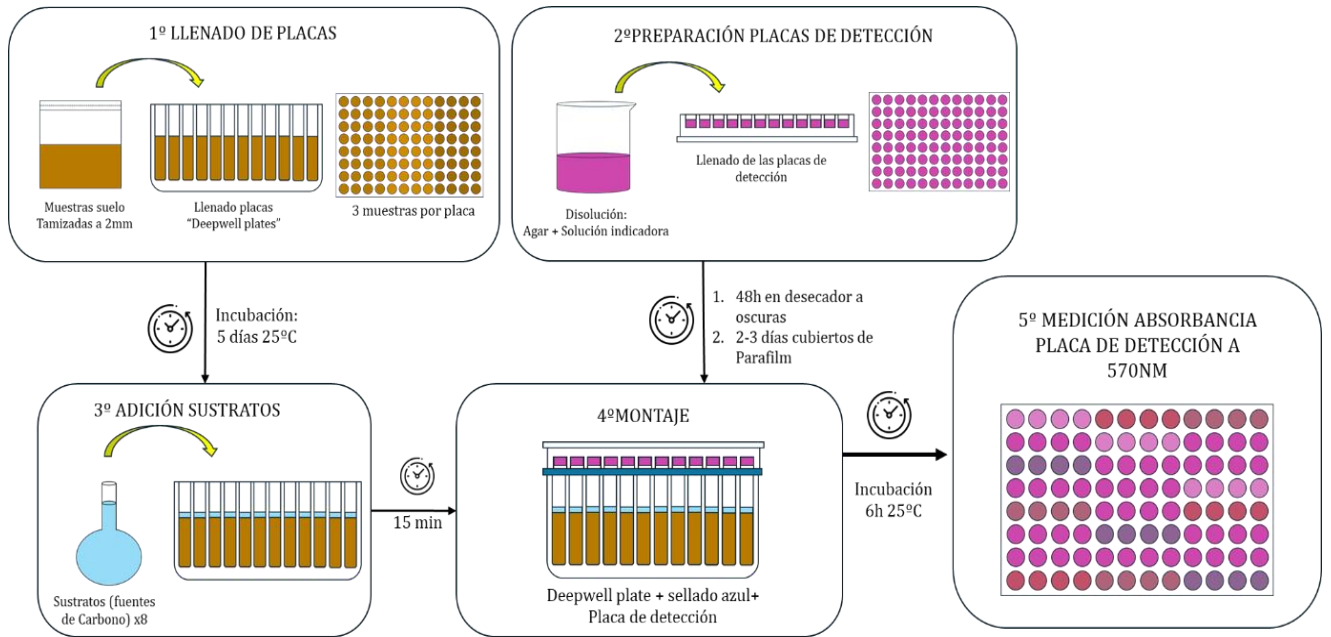 1º LLENADO DE PLACAS
Muestras suelo
Tamizadas a 2mm
Llenado placas
“Deepwell plates”
3 muestras por placa
2ºPREPARACIÓN PLACAS DE DETECCIÓN
Disolución:
Agar + Solución indicadora
Llenado de las placas de
detección
Incubación:
5 días 25ºC
1. 48h en desecador a
oscuras
2. 2-3 días cubiertos de
Parafilm
3º ADICIÓN SUSTRATOS
Sustratos (fuentes
de Carbono) x8
15 min
4ºMONTAJE
Deepwell plate + sellado azul+
Placa de detección
Incubación
6h 25ºC
5º MEDICIÓN ABSORBANCIA
PLACA DE DETECCIÓN A
570NM